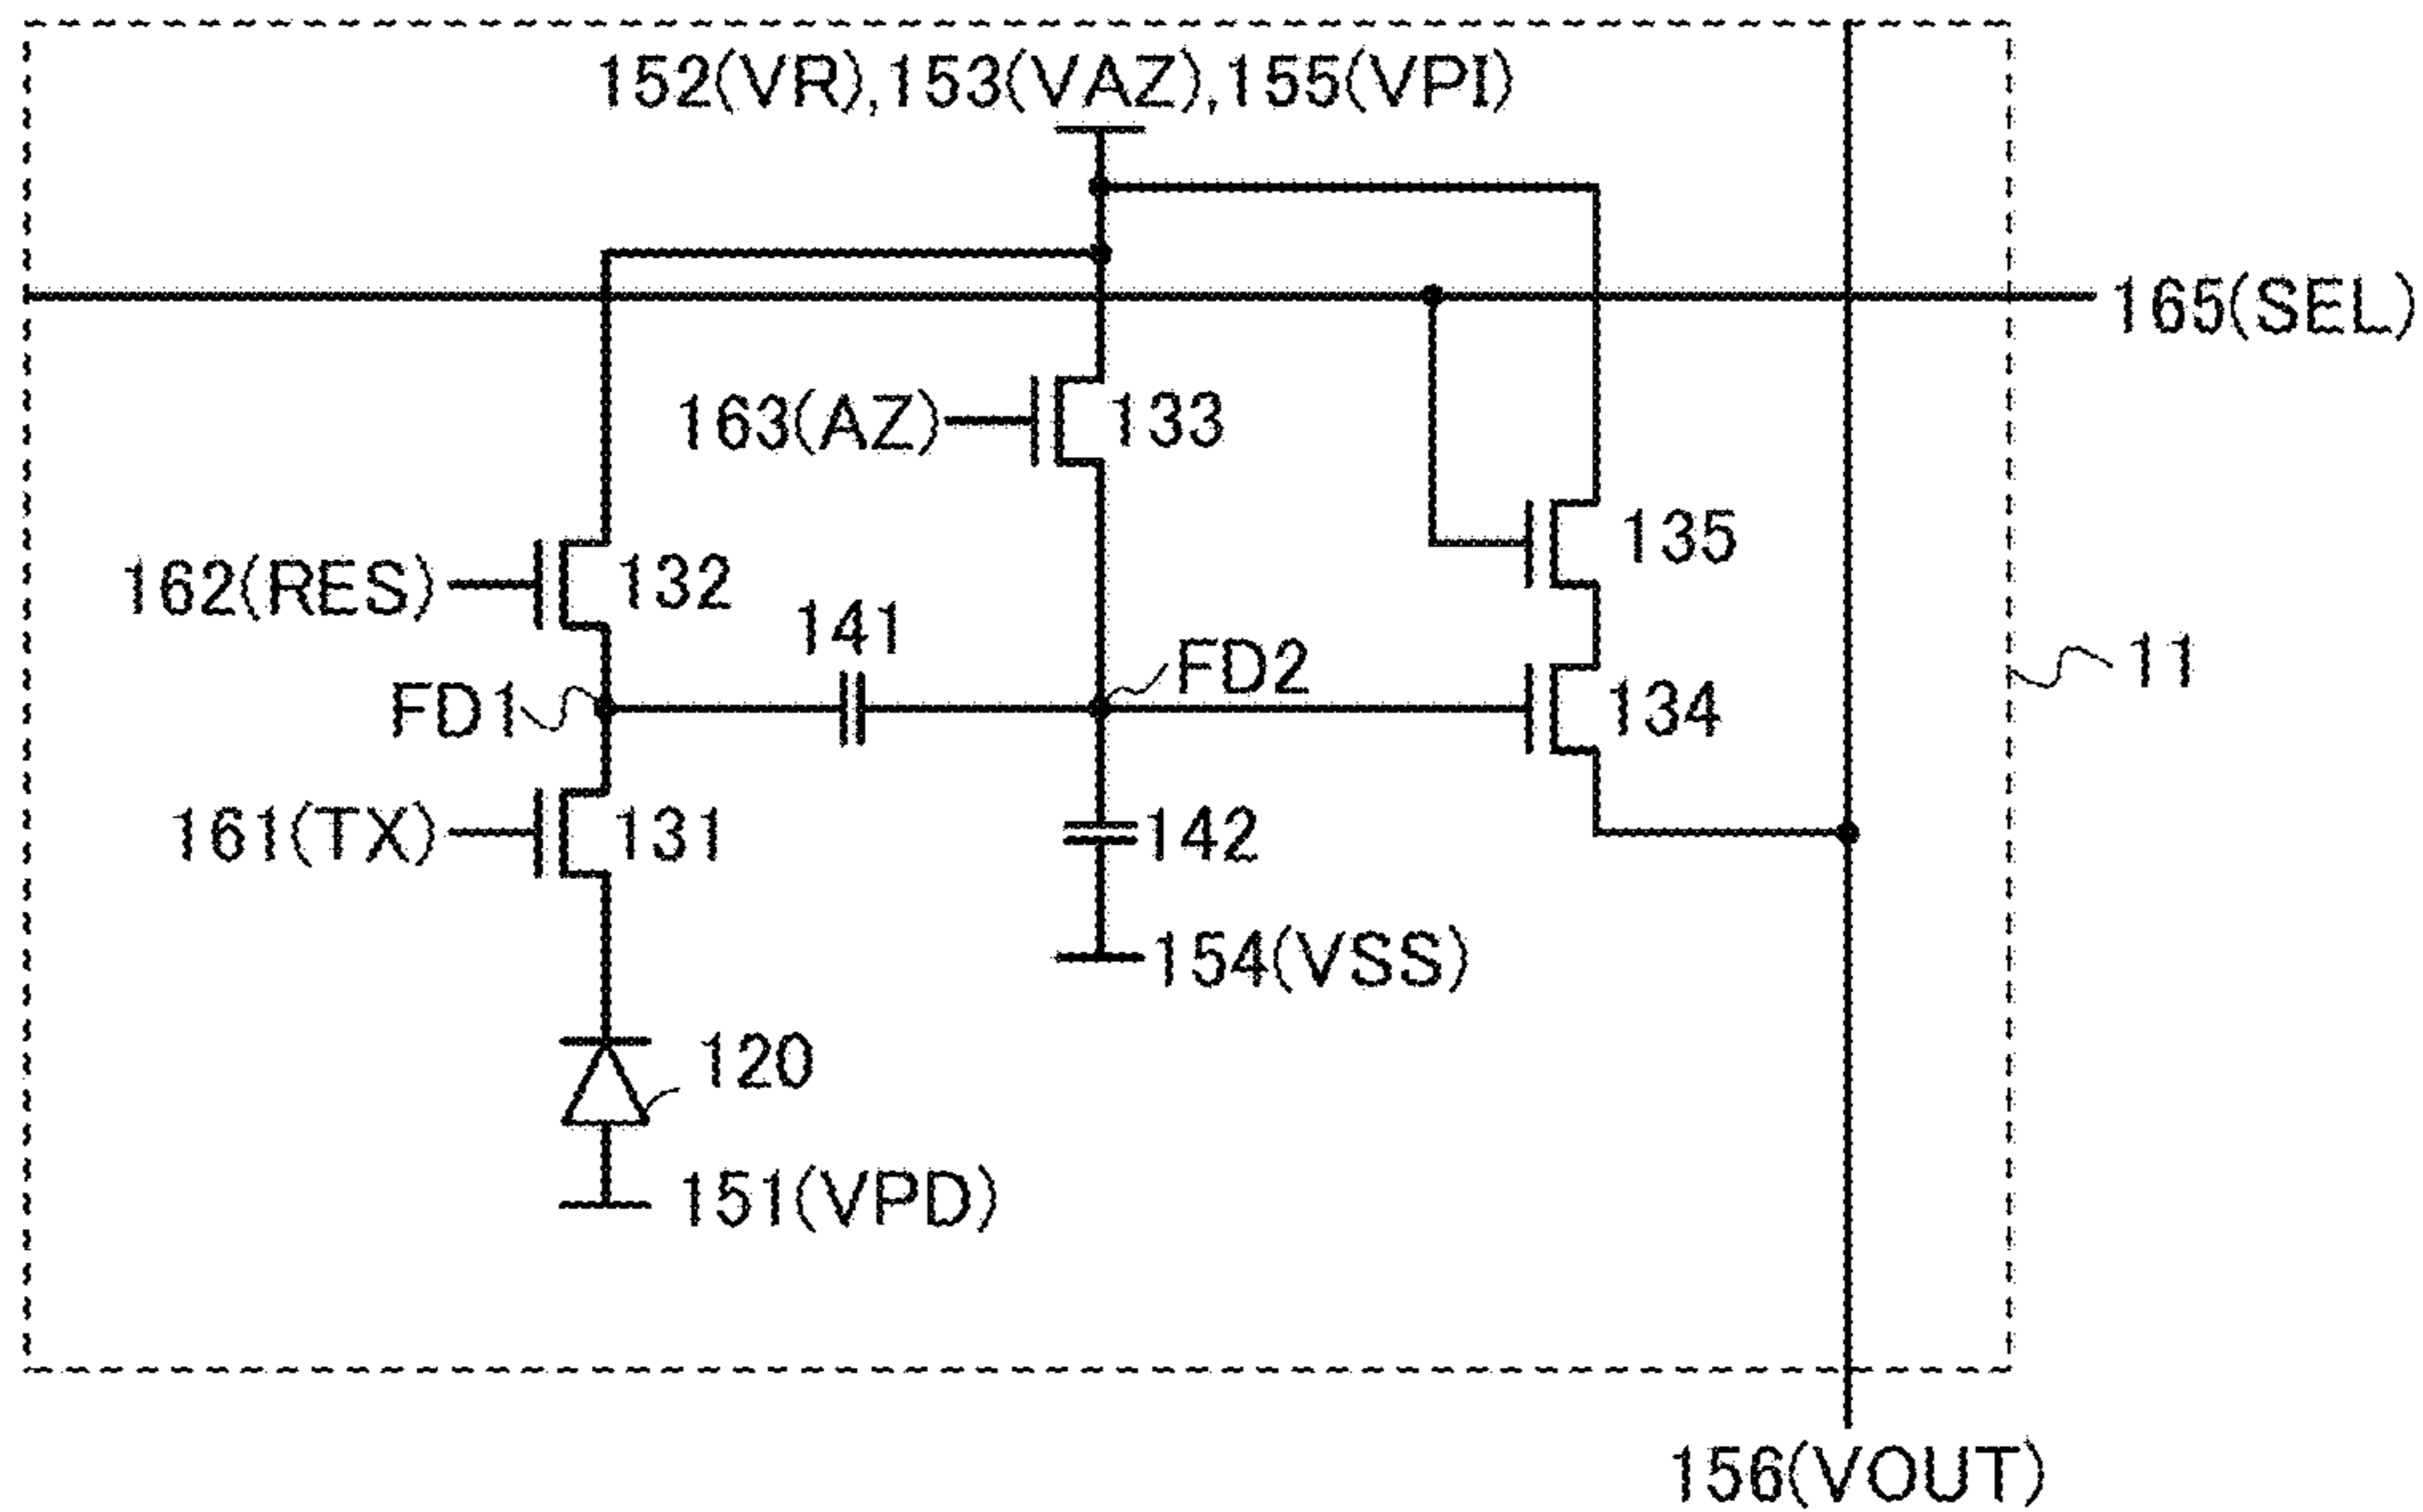 152(VR),153(VAZ),155(VPI)
165(SEL)
163(AZ)
133
135
162(RES)
132
141
FD2
11
FD1
134
161(TX)
131
142
154(VSS)
120
151(VPD)
156(VOUT)